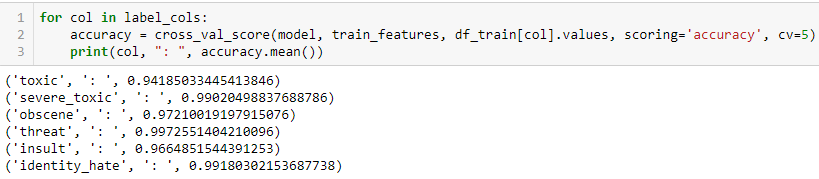 1 for col in label_cols:
2     accuracy = cross_val_score(model, train_features, df_train[col].values, scoring='accuracy', cv=5)
3     print(col, ": ", accuracy.mean())
('toxic', ': ', 0.94185033445413846)
('severe_toxic', ': ', 0.99020498837688786)
('obscene', ': ', 0.97210019197915076)
('threat', ': ', 0.9972551404210096)
('insult', ': ', 0.9664851544391253)
('identity_hate', ': ', 0.99180302153687738)